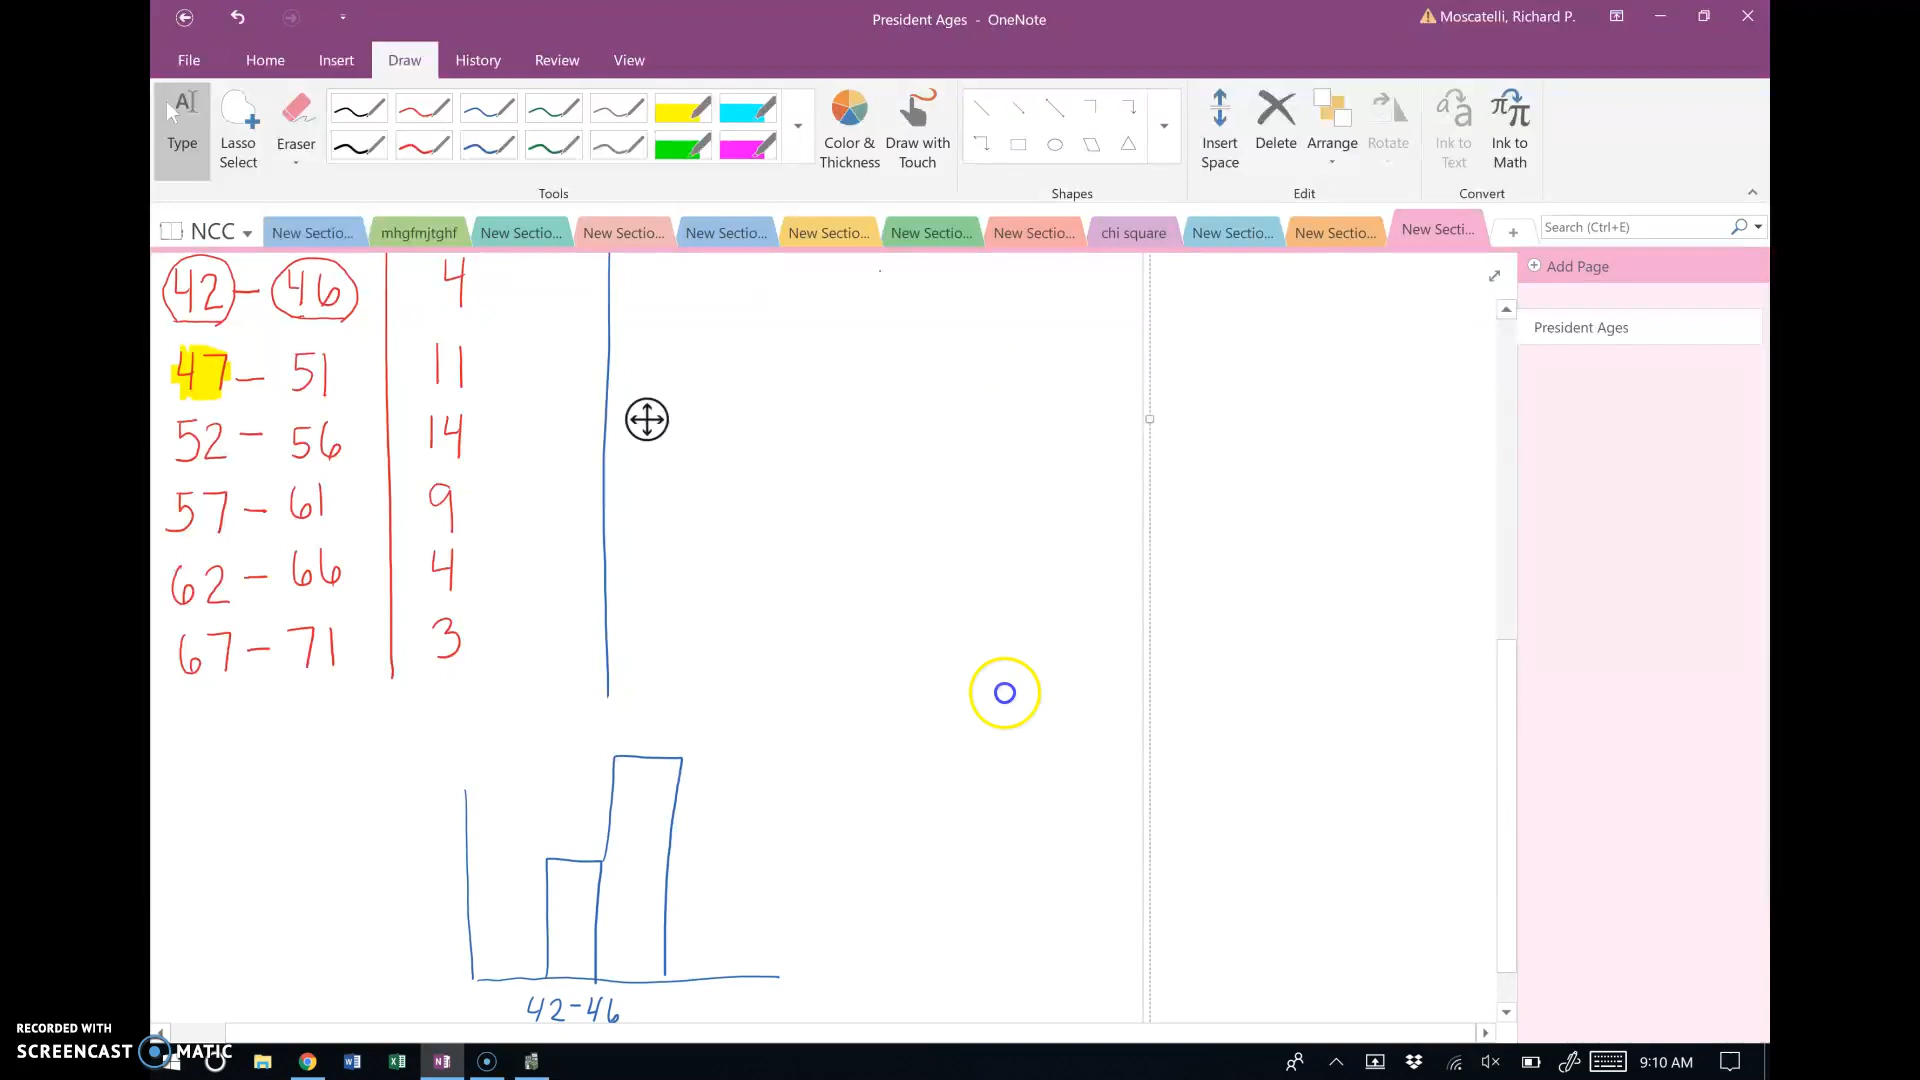 President Ages - OneNote
Moscatelli, Richard P.
File Home Insert Draw History Review View
Type
Lasso Select
Eraser
Color & Thickness
Draw with Touch
Insert Space
Delete
Arrange
Rotate
Ink to Text
Ink to Math
Tools Shapes Edit Convert
NCC New Sectio... mhgfmjtghf New Sectio... New Sectio... New Sectio... New Sectio... New Sectio... New Sectio... chi square New Sectio... New Sectio... New Secti... Search (Ctrl+E)
Add Page
President Ages
42 - 46 4
47 - 51 11
52 - 56 14
57 - 61 9
62 - 66 4
67 - 71 3
42-46
RECORDED WITH
SCREENCAST MATIC
9:10 AM